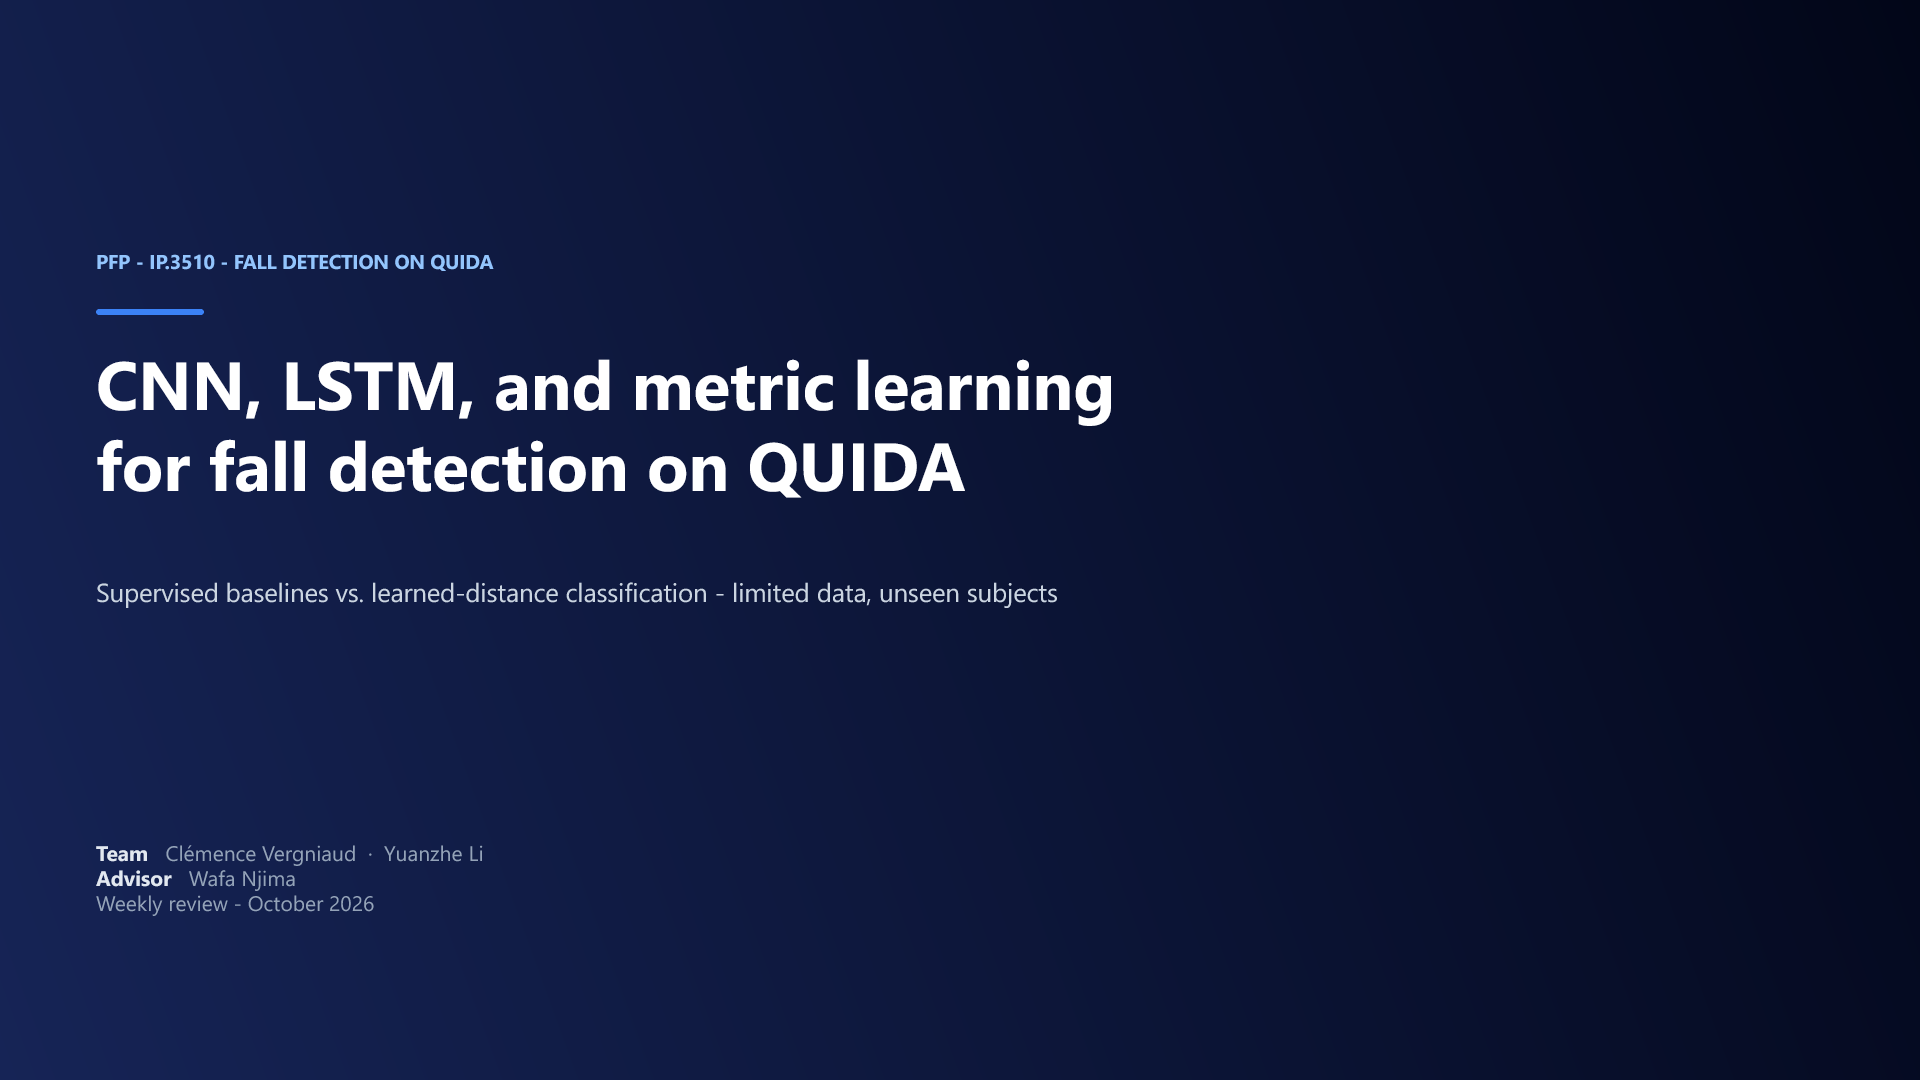 PFP - IP.3510 - FALL DETECTION ON QUIDA
CNN, LSTM, and metric learning
for fall detection on QUIDA
Supervised baselines vs. learned-distance classification - limited data, unseen subjects
Team Clémence Vergniaud · Yuanzhe Li
Advisor Wafa Njima
Weekly review - October 2026